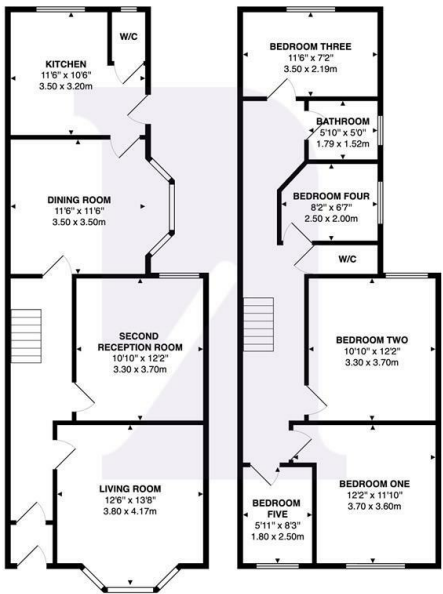 W/C
KITCHEN
11'6" x 10'6"
3.50 x 3.20m
DINING ROOM
11'6" x 11'6"
3.50 x 3.50m
SECOND
RECEPTION ROOM
10'10" x 12'2"
3.30 x 3.70m
LIVING ROOM
12'6" x 13'8"
3.80 x 4.17m
BEDROOM THREE
11'6" x 7'2"
3.50 x 2.19m
BATHROOM
5'10" x 5'0"
1.79 x 1.52m
BEDROOM FOUR
8'2" x 6'7"
2.50 x 2.00m
W/C
BEDROOM TWO
10'10" x 12'2"
3.30 x 3.70m
BEDROOM ONE
12'2" x 11'10"
3.70 x 3.60m
BEDROOM
FIVE
5'11" x 8'3"
1.80 x 2.50m